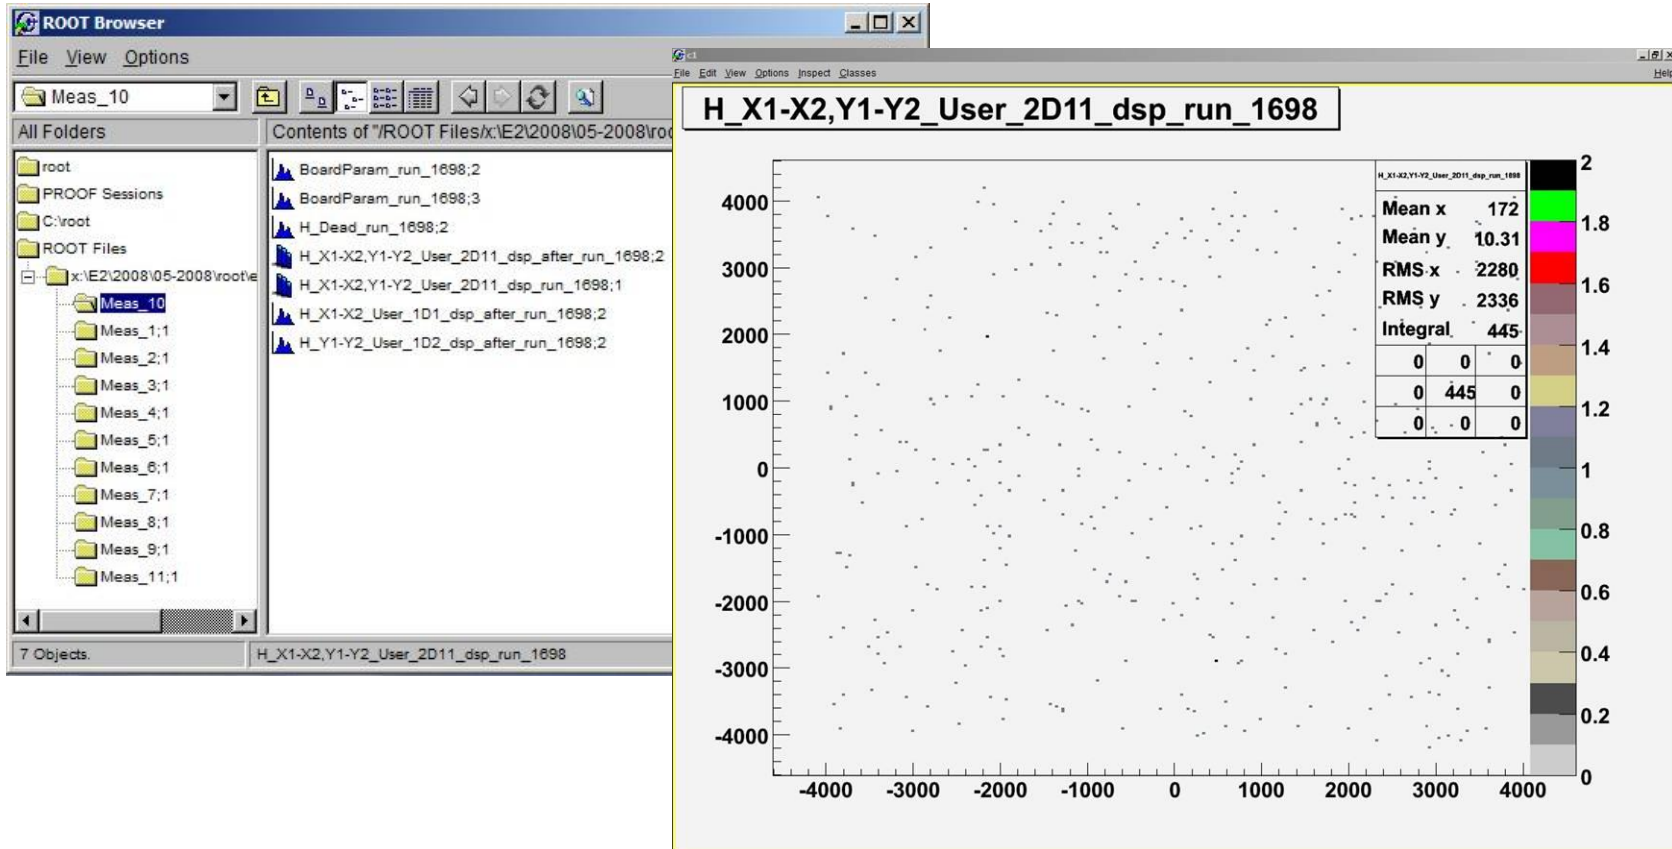 ROOT Browser
File View Options
Meas_10
All Folders
Contents of "/ROOT Files/x:\E2\2008\05-2008\roo
root
PROOF Sessions
C:\root
ROOT Files
x:\E2\2008\05-2008\root\e
Meas_10
Meas_1;1
Meas_2;1
Meas_3;1
Meas_4;1
Meas_5;1
Meas_6;1
Meas_7;1
Meas_8;1
Meas_9;1
Meas_11;1
BoardParam_run_1698;2
BoardParam_run_1698;3
H_Dead_run_1698;2
H_X1-X2,Y1-Y2_User_2D11_dsp_after_run_1698;2
H_X1-X2,Y1-Y2_User_2D11_dsp_run_1698;1
H_X1-X2_User_1D1_dsp_after_run_1698;2
H_Y1-Y2_User_1D2_dsp_after_run_1698;2
7 Objects.
H_X1-X2,Y1-Y2_User_2D11_dsp_run_1698
c1
File Edit View Options Inspect Classes
Help
H_X1-X2,Y1-Y2_User_2D11_dsp_run_1698
4000
3000
2000
1000
0
-1000
-2000
-3000
-4000
-4000 -3000 -2000 -1000 0 1000 2000 3000 4000
H_X1-X2,Y1-Y2_User_2D11_dsp_run_1698
Mean x 172
Mean y 10.31
RMS x 2280
RMS y 2336
Integral 445
0 0 0
0 445 0
0 0 0
2
1.8
1.6
1.4
1.2
1
0.8
0.6
0.4
0.2
0